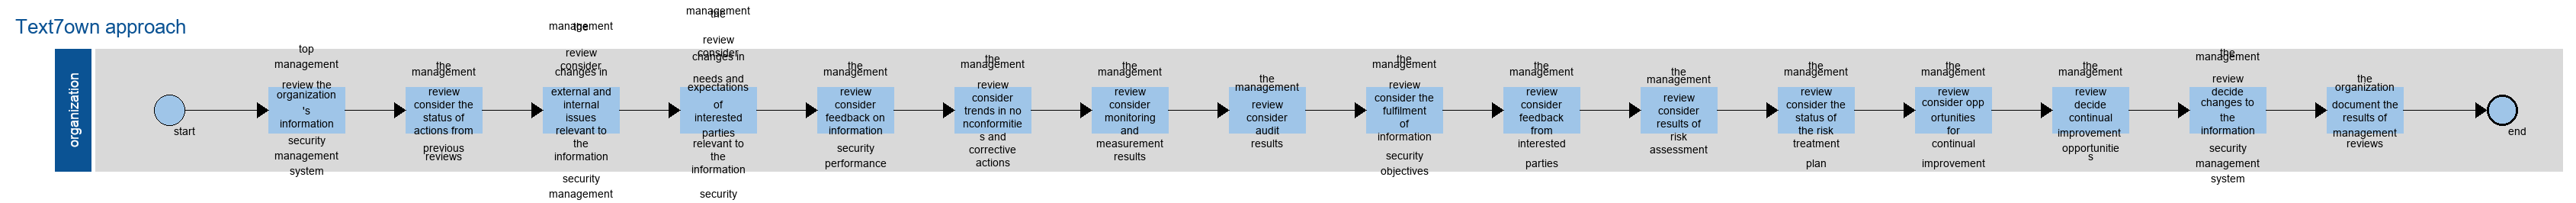 Text7own approach
organization
start
top
management
review the
organization
's
information
security
management
system
the
management
review
consider the
status of
actions from
previous
reviews
the
management
review
consider
changes in
external and
internal
issues
relevant to
the
information
security
management
the
management
review
consider
changes in
needs and
expectations
of
interested
parties
relevant to
the
information
security
the
management
review
consider
feedback on
information
security
performance
the
management
review
consider
trends in no
nconformitie
s and
corrective
actions
the
management
review
consider
monitoring
and
measurement
results
the
management
review
consider
audit
results
the
management
review
consider the
fulfilment
of
information
security
objectives
the
management
review
consider
feedback
from
interested
parties
the
management
review
consider
results of
risk
assessment
the
management
review
consider the
status of
the risk
treatment
plan
the
management
review
consider opp
ortunities
for
continual
improvement
the
management
review
decide
continual
improvement
opportunitie
s
the
management
review
decide
changes to
the
information
security
management
system
the
organization
document the
results of
management
reviews
end